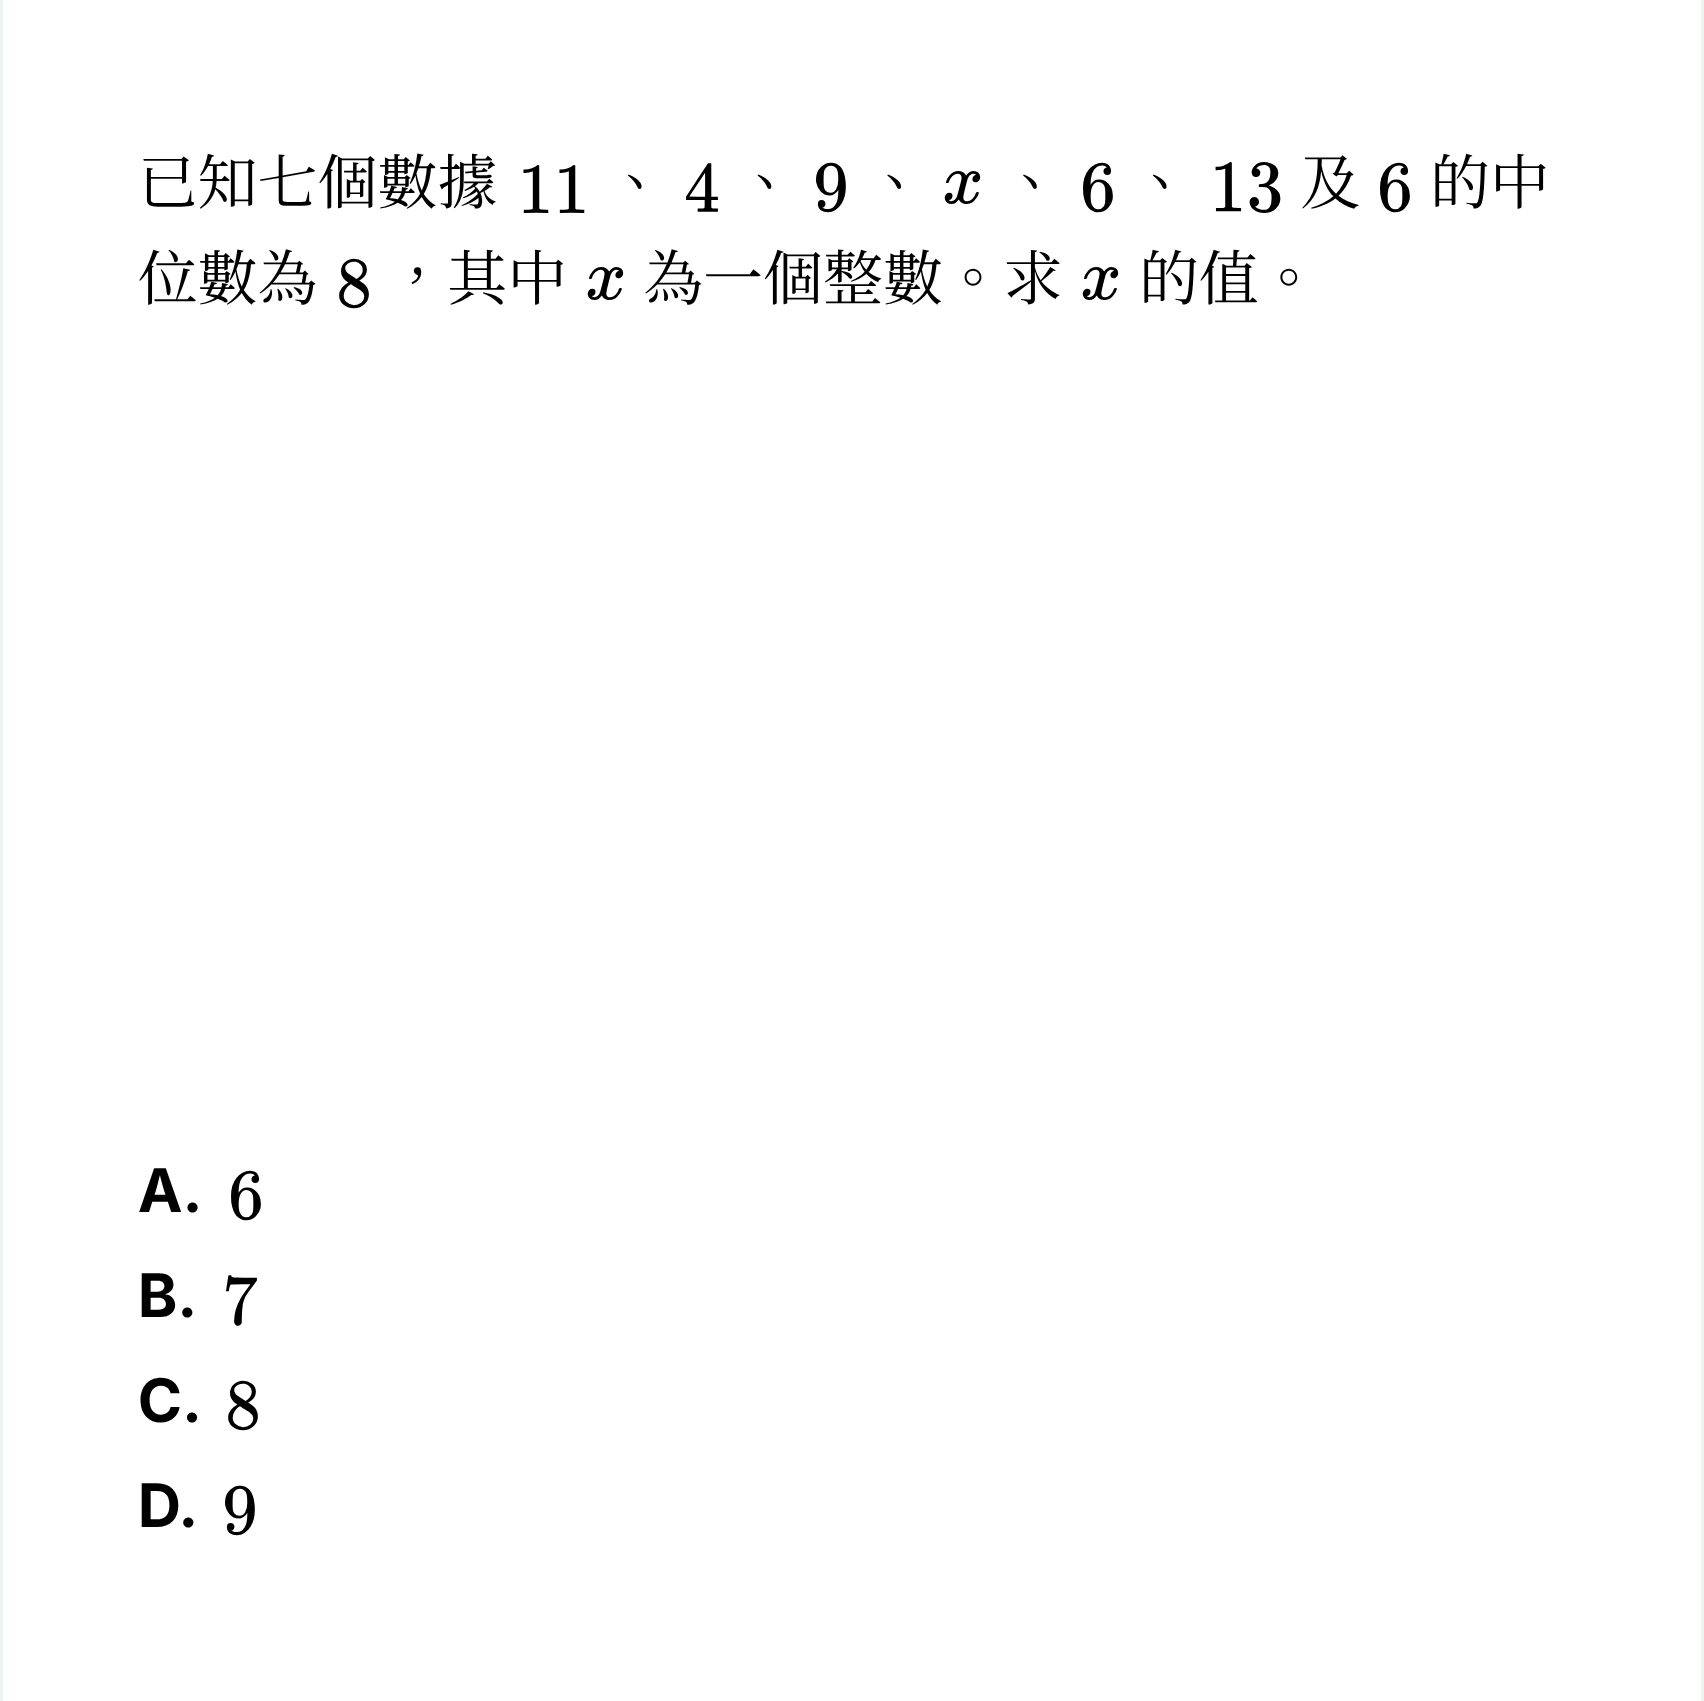 已知七個數據 11 、 4 、 9 、 x 、 6 、 13 及 6 的中
位數為 8 ，其中 x 為一個整數。求 x 的值。
A. 6
B. 7
C. 8
D. 9